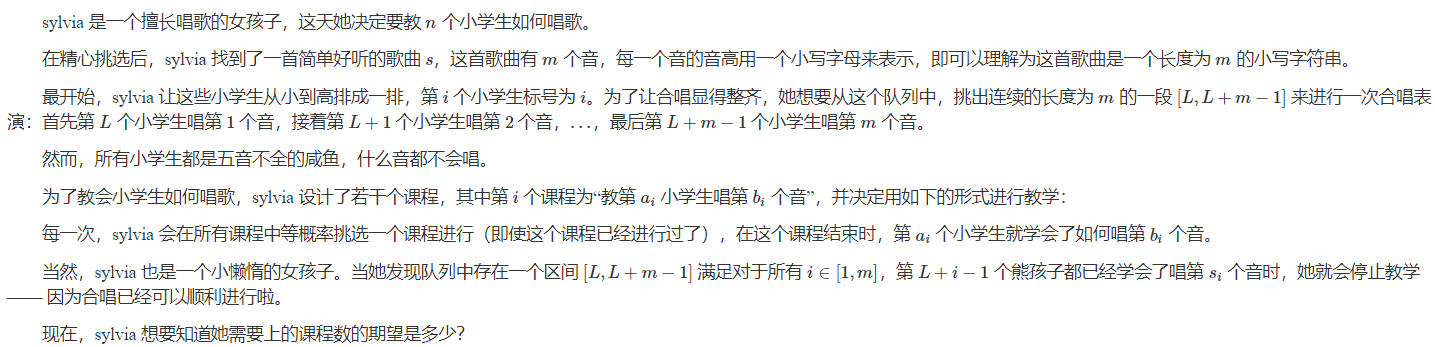 sylvia 是一个擅长唱歌的女孩子，这天她决定要教 n 个小学生如何唱歌。
在精心挑选后，sylvia 找到了一首简单好听的歌曲 s，这首歌曲有 m 个音，每一个音的音高用一个小写字母来表示，即可以理解为这首歌曲是一个长度为 m 的小写字符串。
最开始，sylvia 让这些小学生从小到高排成一排，第 i 个小学生标号为 i。为了让合唱显得整齐，她想要从这个队列中，挑出连续的长度为 m 的一段 [L, L + m − 1] 来进行一次合唱表
演：首先第 L 个小学生唱第 1 个音，接着第 L + 1 个小学生唱第 2 个音，…，最后第 L + m − 1 个小学生唱第 m 个音。
然而，所有小学生都是五音不全的咸鱼，什么音都不会唱。
为了教会小学生如何唱歌，sylvia 设计了若干个课程，其中第 i 个课程为“教第 aᵢ 小学生唱第 bᵢ 个音”，并决定用如下的形式进行教学：
每一次，sylvia 会在所有课程中等概率挑选一个课程进行（即使这个课程已经进行过了），在这个课程结束时，第 aᵢ 个小学生就学会了如何唱第 bᵢ 个音。
当然，sylvia 也是一个小懒惰的女孩子。当她发现队列中存在一个区间 [L, L + m − 1] 满足对于所有 i ∈ [1, m]，第 L + i − 1 个熊孩子都已经学会了唱第 sᵢ 个音时，她就会停止教学
—— 因为合唱已经可以顺利进行啦。
现在，sylvia 想要知道她需要上的课程数的期望是多少？